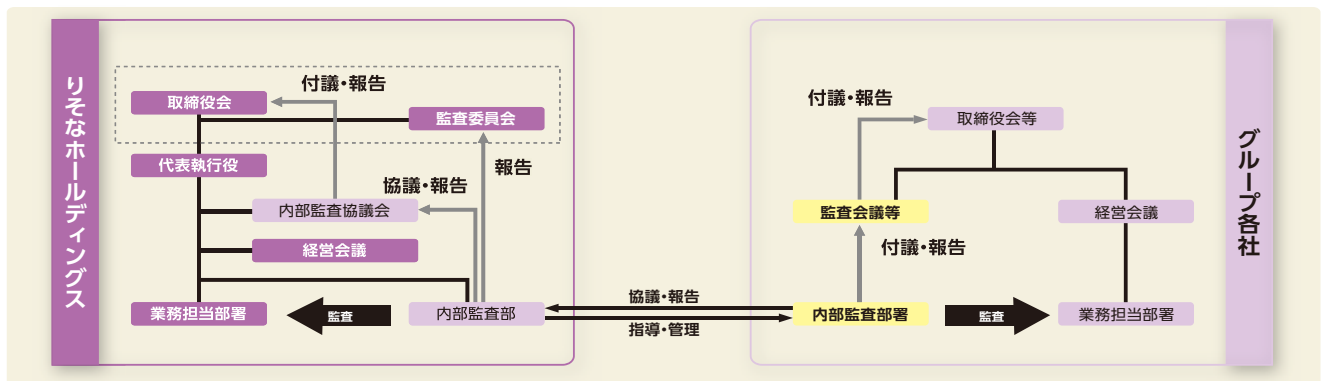 りそなホールディングス
付議・報告
取締役会
監査委員会
代表執行役
報告
協議・報告
内部監査協議会
経営会議
業務担当部署
監査
内部監査部
協議・報告
指導・管理
付議・報告
取締役会等
監査会議等
経営会議
付議・報告
内部監査部署
監査
業務担当部署
グループ各社